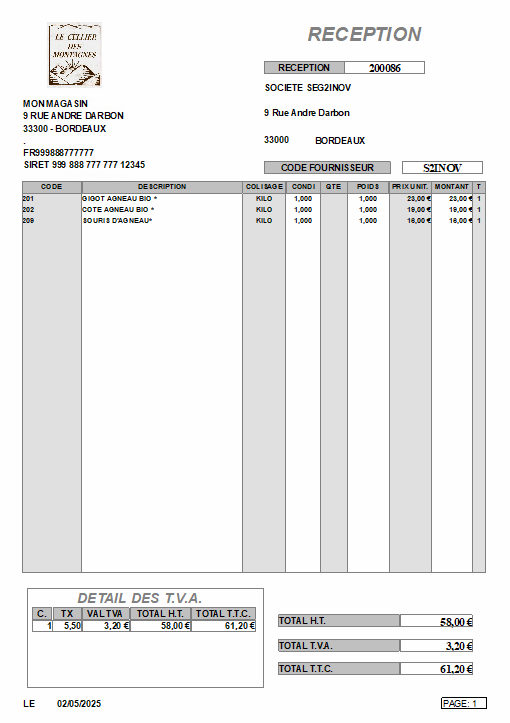 RECEPTION
LE CELLIER
DES
MONTAGNES
RECEPTION 200086
SOCIETE SEG2INOV
MONMAGASIN
9 RUE ANDRE DARBON
9 Rue Andre Darbon
33300 - BORDEAUX
33000 BORDEAUX
.
FR999888777777
SIRET 999 888 777 777 12345
CODE FOURNISSEUR S2INOV
CODE DESCRIPTION COLISAGE CONDI QTE POIDS PRIX UNIT. MONTANT T
201 GIGOT AGNEAU BIO * KILO 1,000 1,000 23,00 € 23,00 € 1
202 COTE AGNEAU BIO * KILO 1,000 1,000 19,00 € 19,00 € 1
209 SOURIS D'AGNEAU* KILO 1,000 1,000 16,00 € 16,00 € 1
DETAIL DES T.V.A.
C. TX VAL TVA TOTAL H.T. TOTAL T.T.C.
1 5,50 3,20 € 58,00 € 61,20 €
TOTAL H.T. 58,00 €
TOTAL T.V.A. 3,20 €
TOTAL T.T.C. 61,20 €
LE 02/05/2025
PAGE: 1